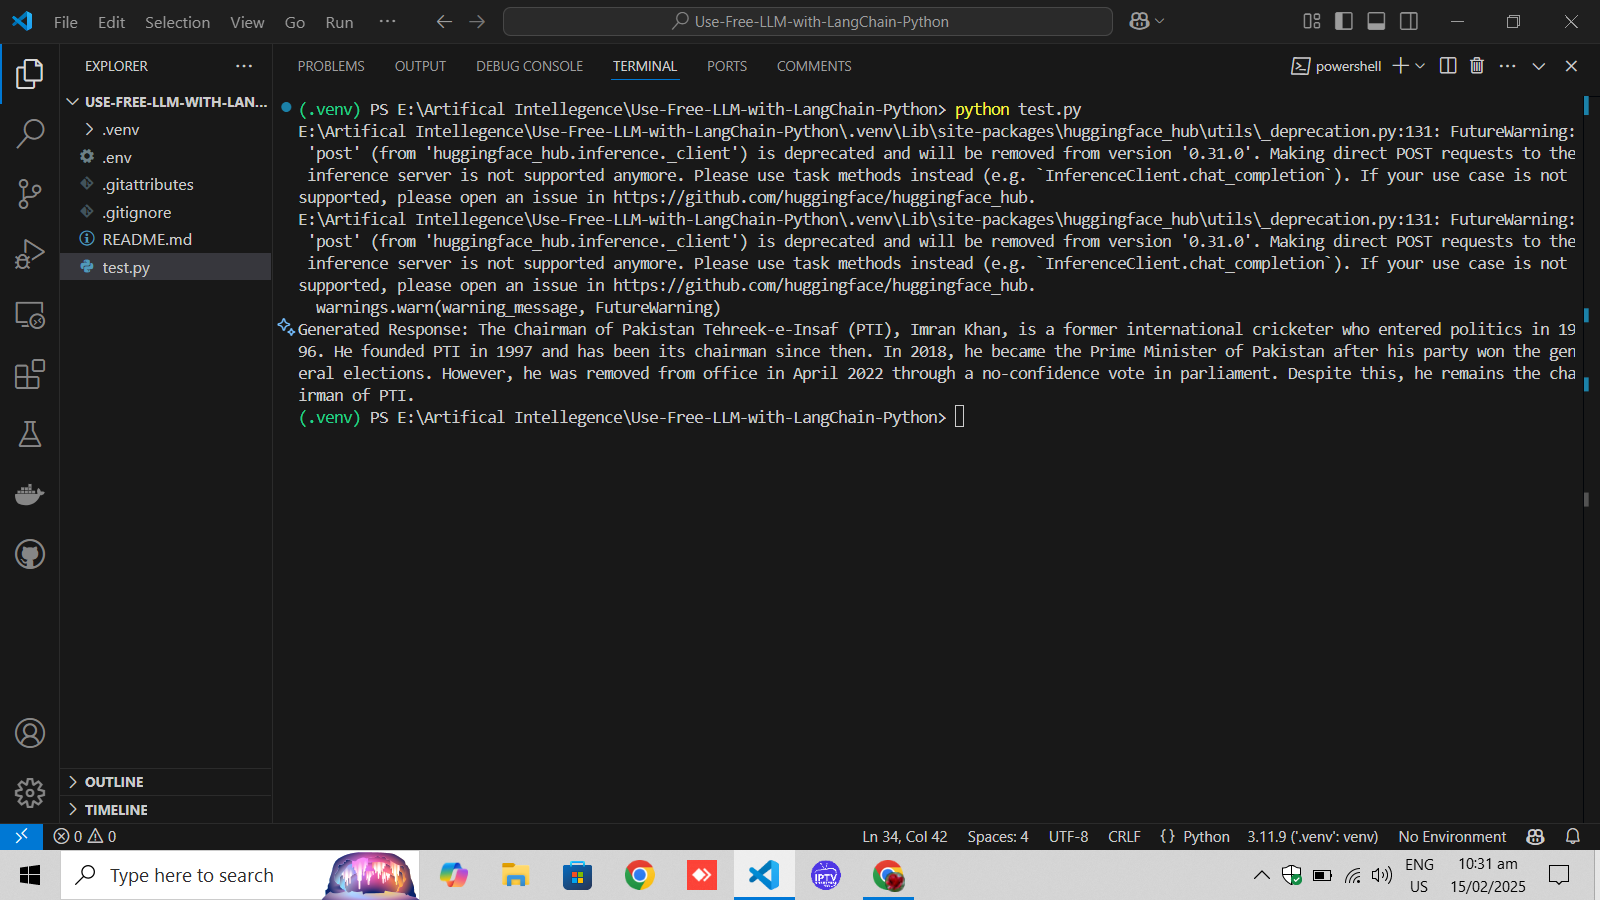 File Edit Selection View Go Run ··· Use-Free-LLM-with-LangChain-Python
EXPLORER ···
PROBLEMS OUTPUT DEBUG CONSOLE TERMINAL PORTS COMMENTS powershell
USE-FREE-LLM-WITH-LAN...
.venv
.env
.gitattributes
.gitignore
README.md
test.py
(.venv) PS E:\Artifical Intellegence\Use-Free-LLM-with-LangChain-Python> python test.py
E:\Artifical Intellegence\Use-Free-LLM-with-LangChain-Python\.venv\Lib\site-packages\huggingface_hub\utils\_deprecation.py:131: FutureWarning:
'post' (from 'huggingface_hub.inference._client') is deprecated and will be removed from version '0.31.0'. Making direct POST requests to the
inference server is not supported anymore. Please use task methods instead (e.g. `InferenceClient.chat_completion`). If your use case is not
supported, please open an issue in https://github.com/huggingface/huggingface_hub.
E:\Artifical Intellegence\Use-Free-LLM-with-LangChain-Python\.venv\Lib\site-packages\huggingface_hub\utils\_deprecation.py:131: FutureWarning:
'post' (from 'huggingface_hub.inference._client') is deprecated and will be removed from version '0.31.0'. Making direct POST requests to the
inference server is not supported anymore. Please use task methods instead (e.g. `InferenceClient.chat_completion`). If your use case is not
supported, please open an issue in https://github.com/huggingface/huggingface_hub.
warnings.warn(warning_message, FutureWarning)
Generated Response: The Chairman of Pakistan Tehreek-e-Insaf (PTI), Imran Khan, is a former international cricketer who entered politics in 19
96. He founded PTI in 1997 and has been its chairman since then. In 2018, he became the Prime Minister of Pakistan after his party won the gen
eral elections. However, he was removed from office in April 2022 through a no-confidence vote in parliament. Despite this, he remains the cha
irman of PTI.
(.venv) PS E:\Artifical Intellegence\Use-Free-LLM-with-LangChain-Python>
OUTLINE
TIMELINE
0 0 Ln 34, Col 42 Spaces: 4 UTF-8 CRLF {} Python 3.11.9 ('.venv': venv) No Environment
Type here to search
IPTV
ENG
US
10:31 am
15/02/2025